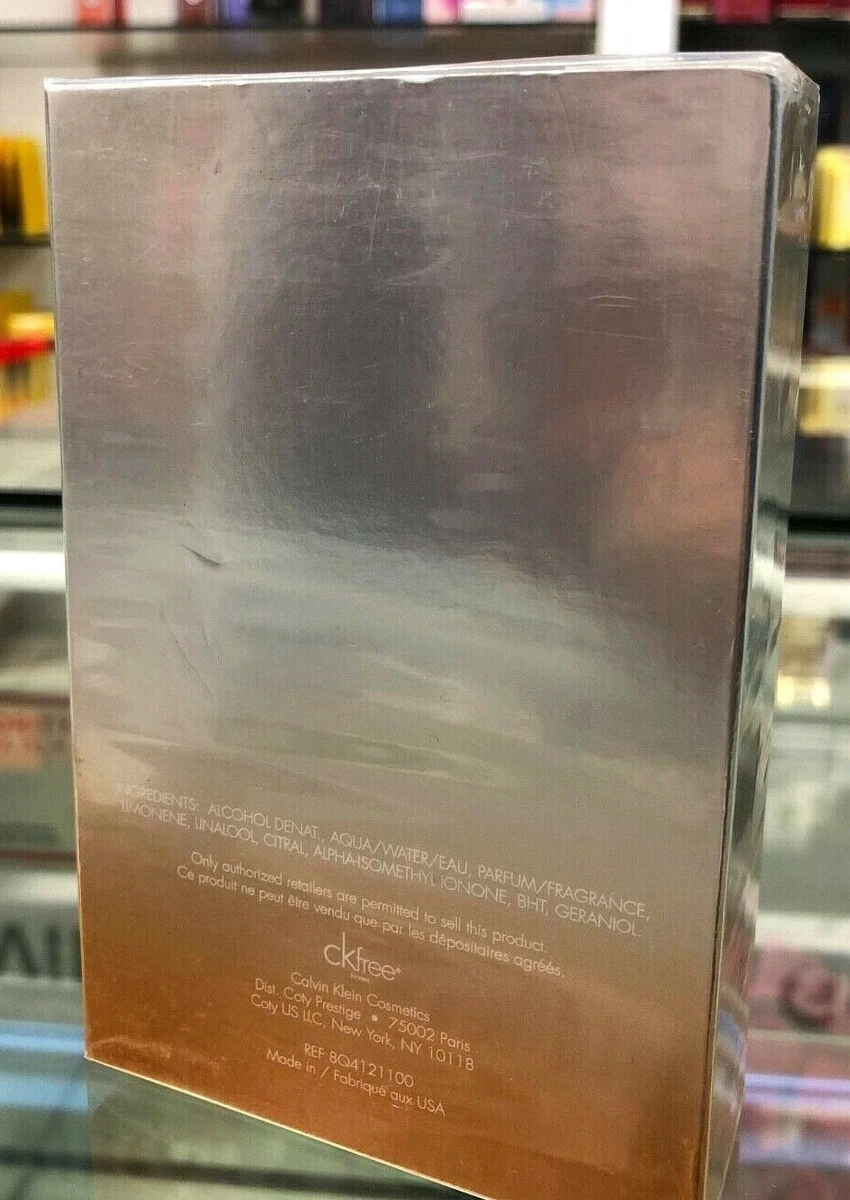 INGREDIENTS: ALCOHOL DENAT., AQUA/WATER/EAU, PARFUM/FRAGRANCE,
LIMONENE, LINALOOL, CITRAL, ALPHA-ISOMETHYL IONONE, BHT, GERANIOL.
Only authorized retailers are permitted to sell this product.
Ce produit ne peut être vendu que par les dépositaires agréés.
ckfree
Calvin Klein Cosmetics
Dist. Coty Prestige • 75002 Paris
Coty US LLC, New York, NY 10118
REF 8Q4121100
Made in / Fabriqué aux USA